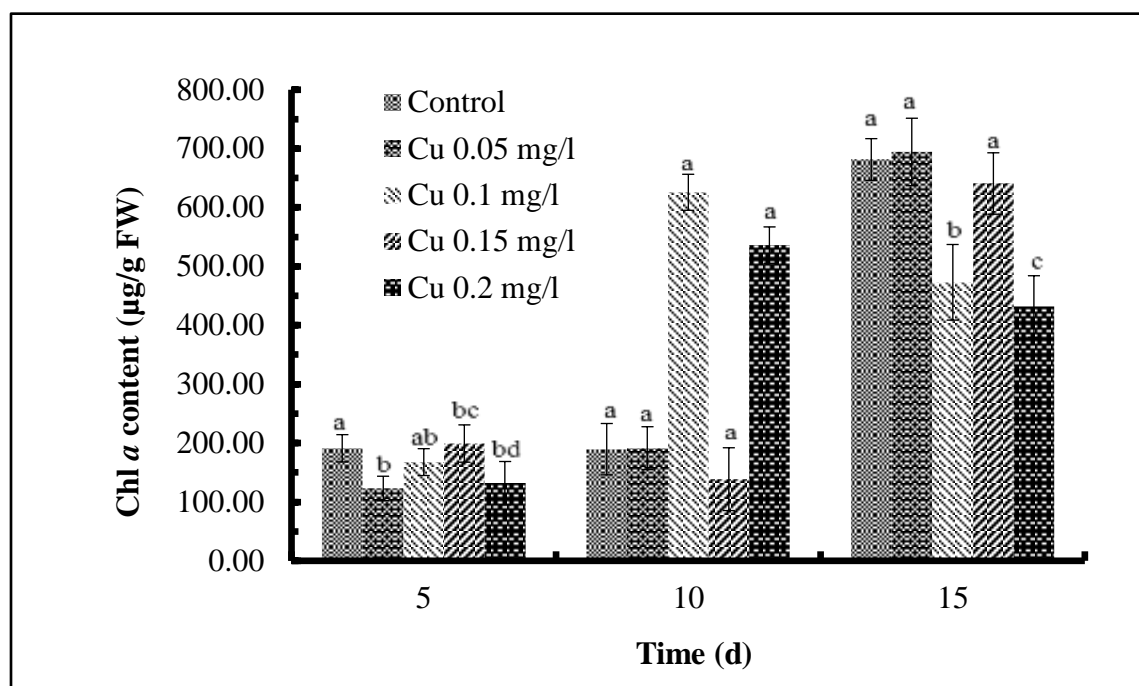 800.00
700.00
600.00
500.00
400.00
300.00
200.00
100.00
0.00
Chl a content (µg/g FW)
Control
Cu 0.05 mg/l
Cu 0.1 mg/l
Cu 0.15 mg/l
Cu 0.2 mg/l
a
b
ab
bc
bd
a
a
a
a
a
a
a
b
a
c
5
10
15
Time (d)